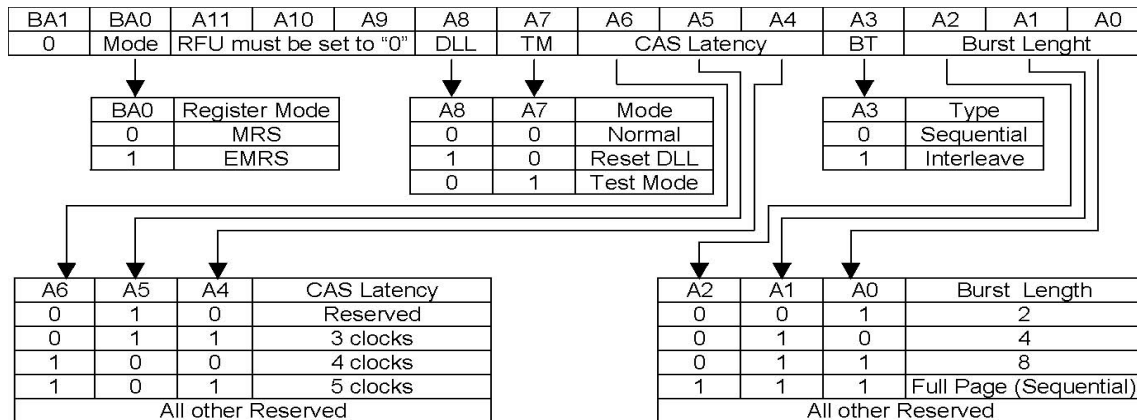 BA1 BA0 A11 A10 A9 A8 A7 A6 A5 A4 A3 A2 A1 A0
0 Mode RFU must be set to “0” DLL TM CAS Latency BT Burst Lenght
BA0 Register Mode
0 MRS
1 EMRS
A8 A7 Mode
0 0 Normal
1 0 Reset DLL
0 1 Test Mode
A3 Type
0 Sequential
1 Interleave
A6 A5 A4 CAS Latency
0 1 0 Reserved
0 1 1 3 clocks
1 0 0 4 clocks
1 0 1 5 clocks
All other Reserved
A2 A1 A0 Burst Length
0 0 1 2
0 1 0 4
0 1 1 8
1 1 1 Full Page (Sequential)
All other Reserved